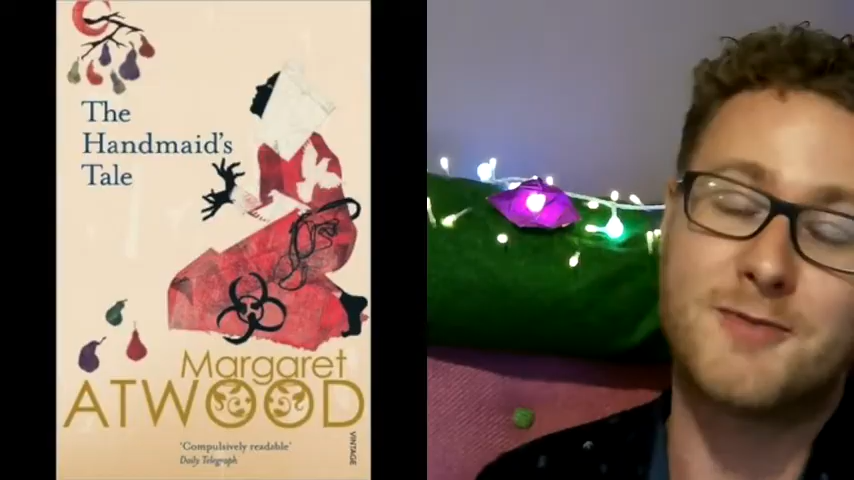 The
Handmaid's
Tale
Margaret
ATWOOD
'Compulsively readable'
Daily Telegraph
VINTAGE